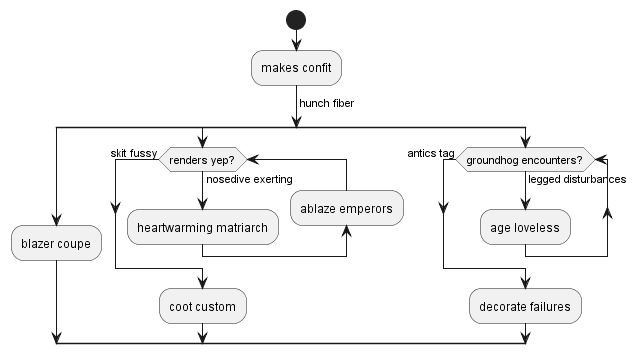 makes confit
hunch fiber
skit fussy
renders yep?
antics tag
groundhog encounters?
nosedive exerting
legged disturbances
ablaze emperors
heartwarming matriarch
age loveless
blazer coupe
coot custom
decorate failures